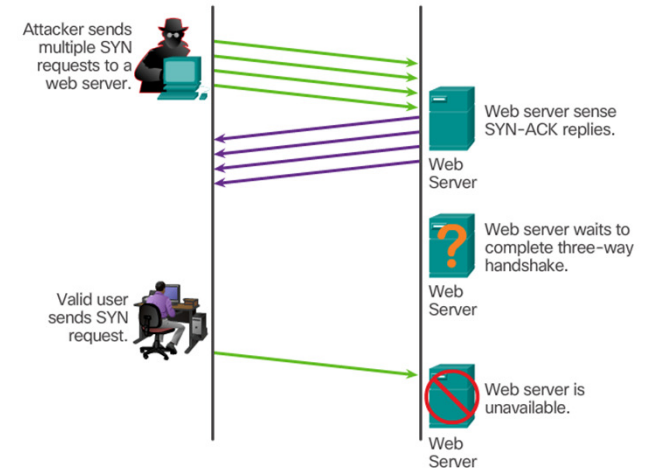 Attacker sends
multiple SYN
requests to a
web server.
Web server sense
SYN-ACK replies.
Web
Server
Web server waits to
complete three-way
handshake.
Web
Server
Valid user
sends SYN
request.
Web server is
unavailable.
Web
Server